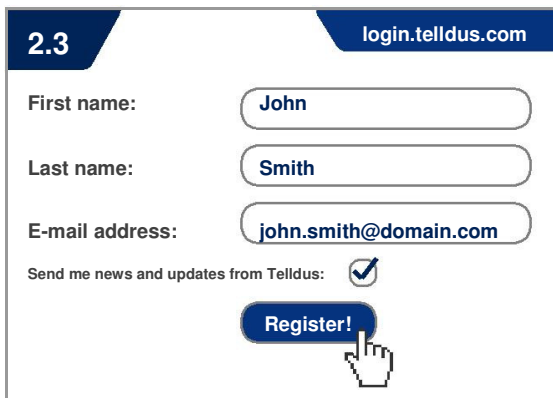 2.3
login.telldus.com
First name:
John
Last name:
Smith
E-mail address:
john.smith@domain.com
Send me news and updates from Telldus:
Register!